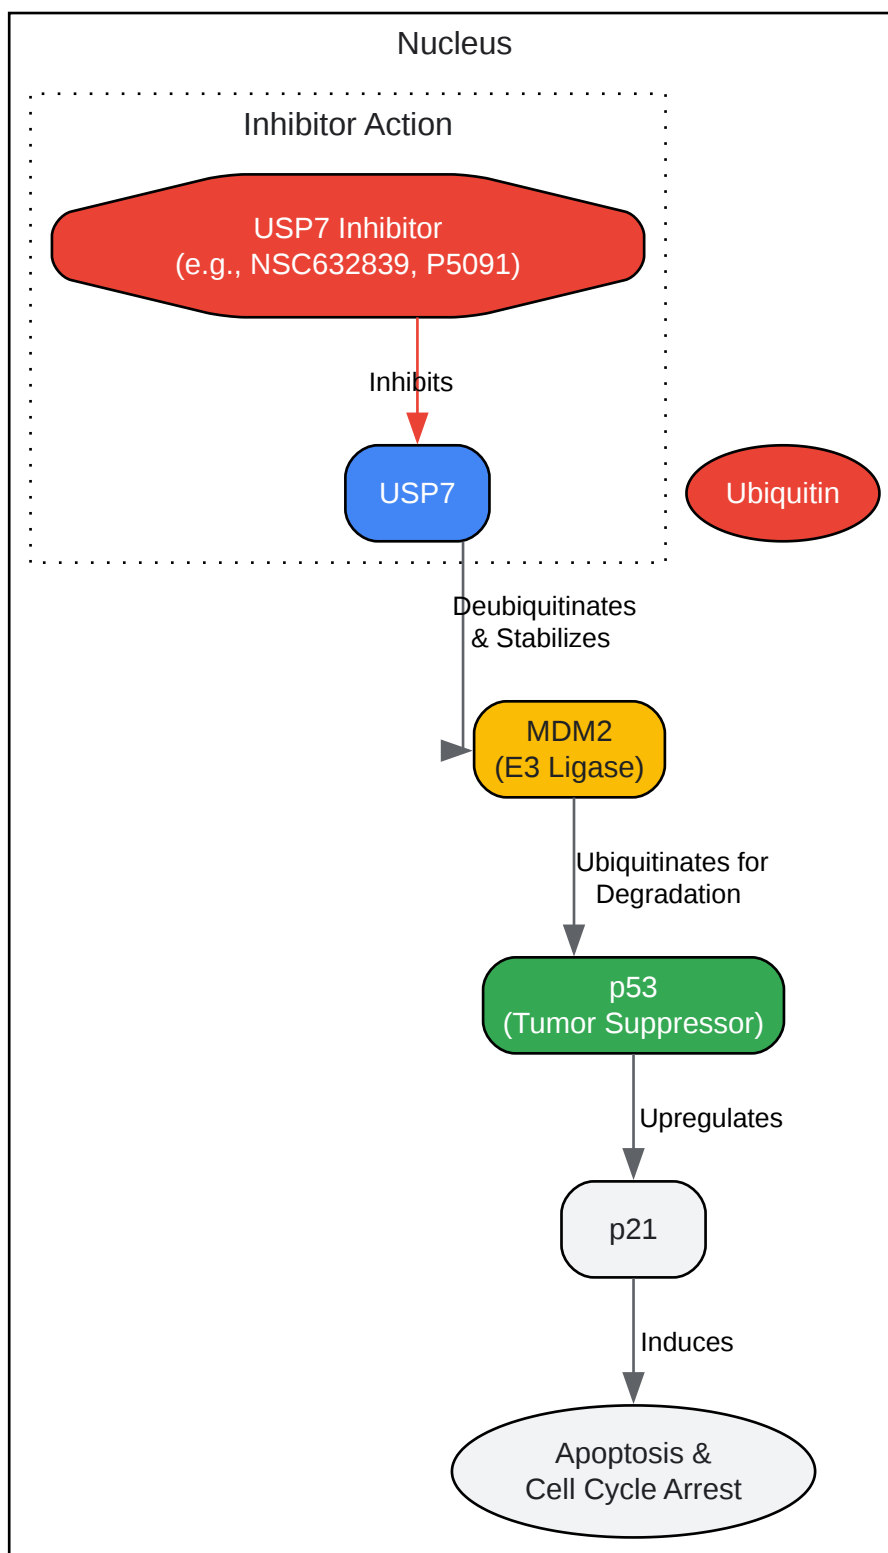 Nucleus
Inhibitor Action
USP7 Inhibitor
(e.g., NSC632839, P5091)
Inhibits
USP7
Ubiquitin
Deubiquitinates
& Stabilizes
MDM2
(E3 Ligase)
Ubiquitinates for
Degradation
p53
(Tumor Suppressor)
Upregulates
p21
Induces
Apoptosis &
Cell Cycle Arrest